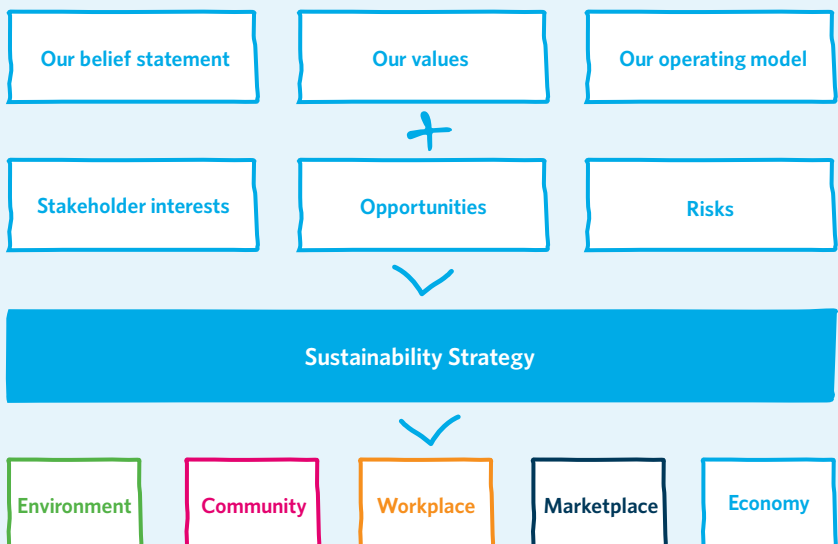 Our belief statement
Our values
Our operating model
+
Stakeholder interests
Opportunities
Risks
Sustainability Strategy
Environment
Community
Workplace
Marketplace
Economy